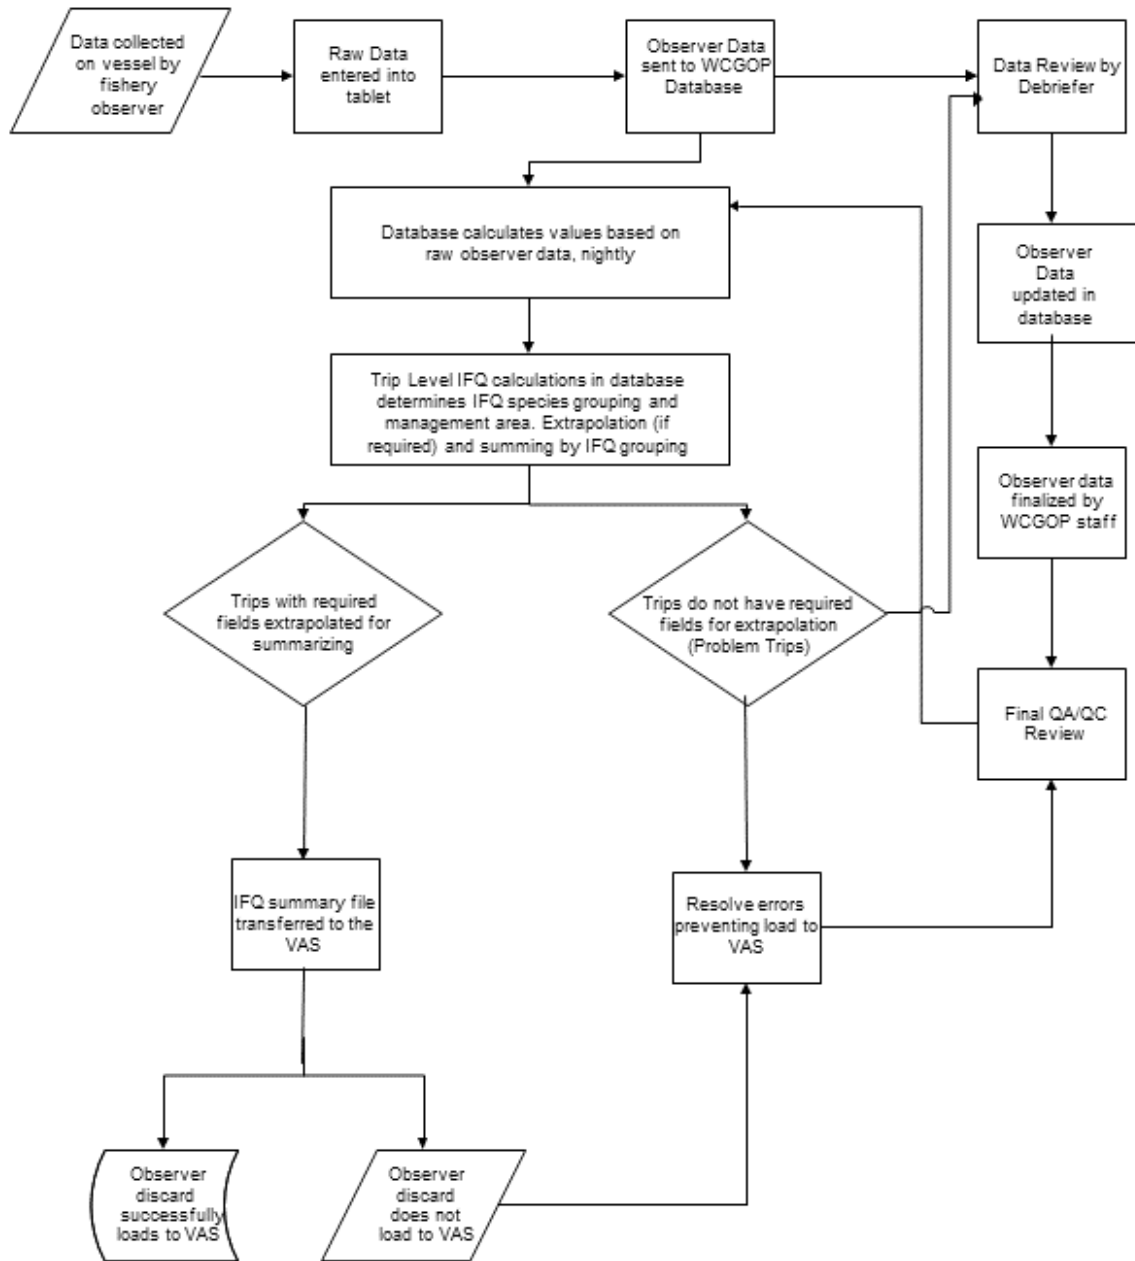 Data collected
on vessel by
fishery
observer
Raw Data
entered into
tablet
Observer Data
sent to WCGOP
Database
Data Review by
Debriefer
Database calculates values based on
raw observer data, nightly
Observer
Data
updated in
database
Trip Level IFQ calculations in database
determines IFQ species grouping and
management area. Extrapolation (if
required) and summing by IFQ grouping
Observer data
finalized by
WCGOP staff
Trips with required
fields extrapolated for
summarizing
Trips do not have required
fields for extrapolation
(Problem Trips)
Final QA/QC
Review
IFQ summary file
transferred to the
VAS
Resolve errors
preventing load to
VAS
Observer
discard
successfully
loads to VAS
Observer
discard
does not
load to VAS